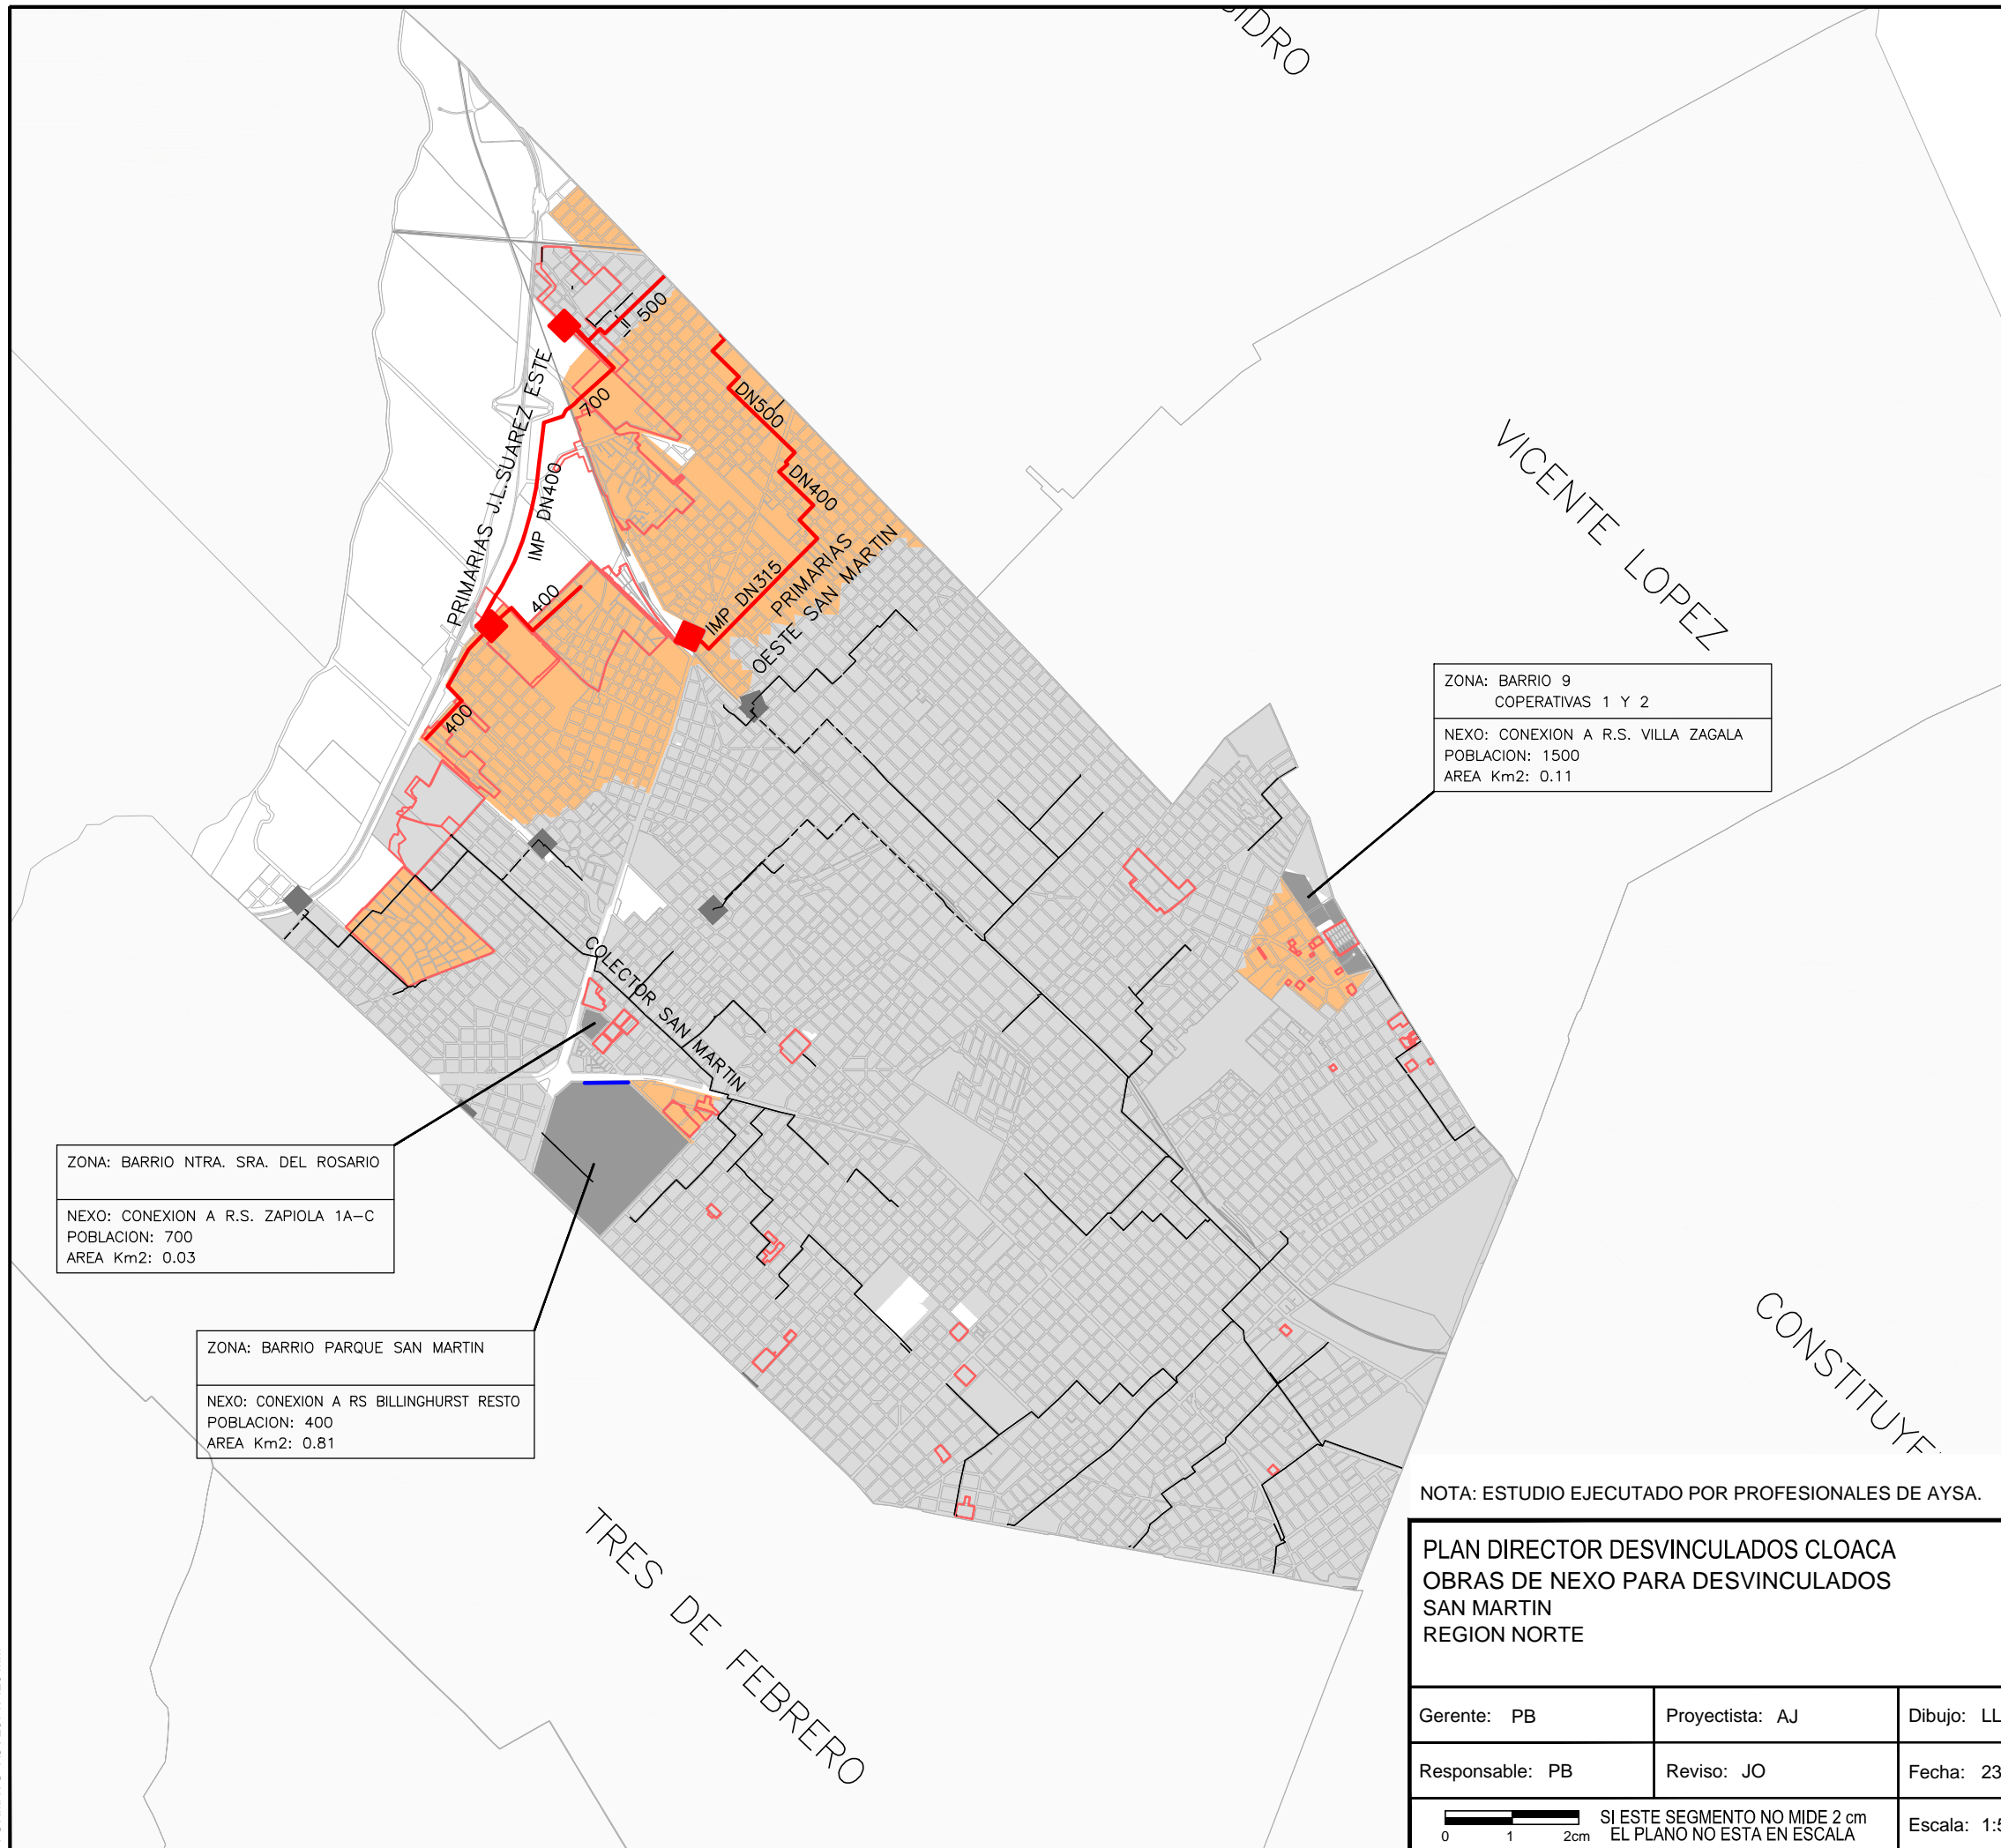 VICENTE LOPEZ
500
PRIMARIAS J.L.SUAREZ ESTE
700
DN500
IMP DN400
DN400
400
IMP DN315
PRIMARIAS
OESTE SAN MARTIN
400
COLECTOR SAN MARTIN
ZONA: BARRIO 9
COPERATIVAS 1 Y 2
NEXO: CONEXION A R.S. VILLA ZAGALA
POBLACION: 1500
AREA Km2: 0.11
ZONA: BARRIO NTRA. SRA. DEL ROSARIO
NEXO: CONEXION A R.S. ZAPIOLA 1A-C
POBLACION: 700
AREA Km2: 0.03
ZONA: BARRIO PARQUE SAN MARTIN
NEXO: CONEXION A RS BILLINGHURST RESTO
POBLACION: 400
AREA Km2: 0.81
TRES DE FEBRERO
NOTA: ESTUDIO EJECUTADO POR PROFESIONALES DE AYSA.
PLAN DIRECTOR DESVINCULADOS CLOACA
OBRAS DE NEXO PARA DESVINCULADOS
SAN MARTIN
REGION NORTE
Gerente: PB
Proyectista: AJ
Dibujo: LL
Responsable: PB
Reviso: JO
Fecha: 23
0 1 2cm
SI ESTE SEGMENTO NO MIDE 2 cm
EL PLANO NO ESTA EN ESCALA
Escala: